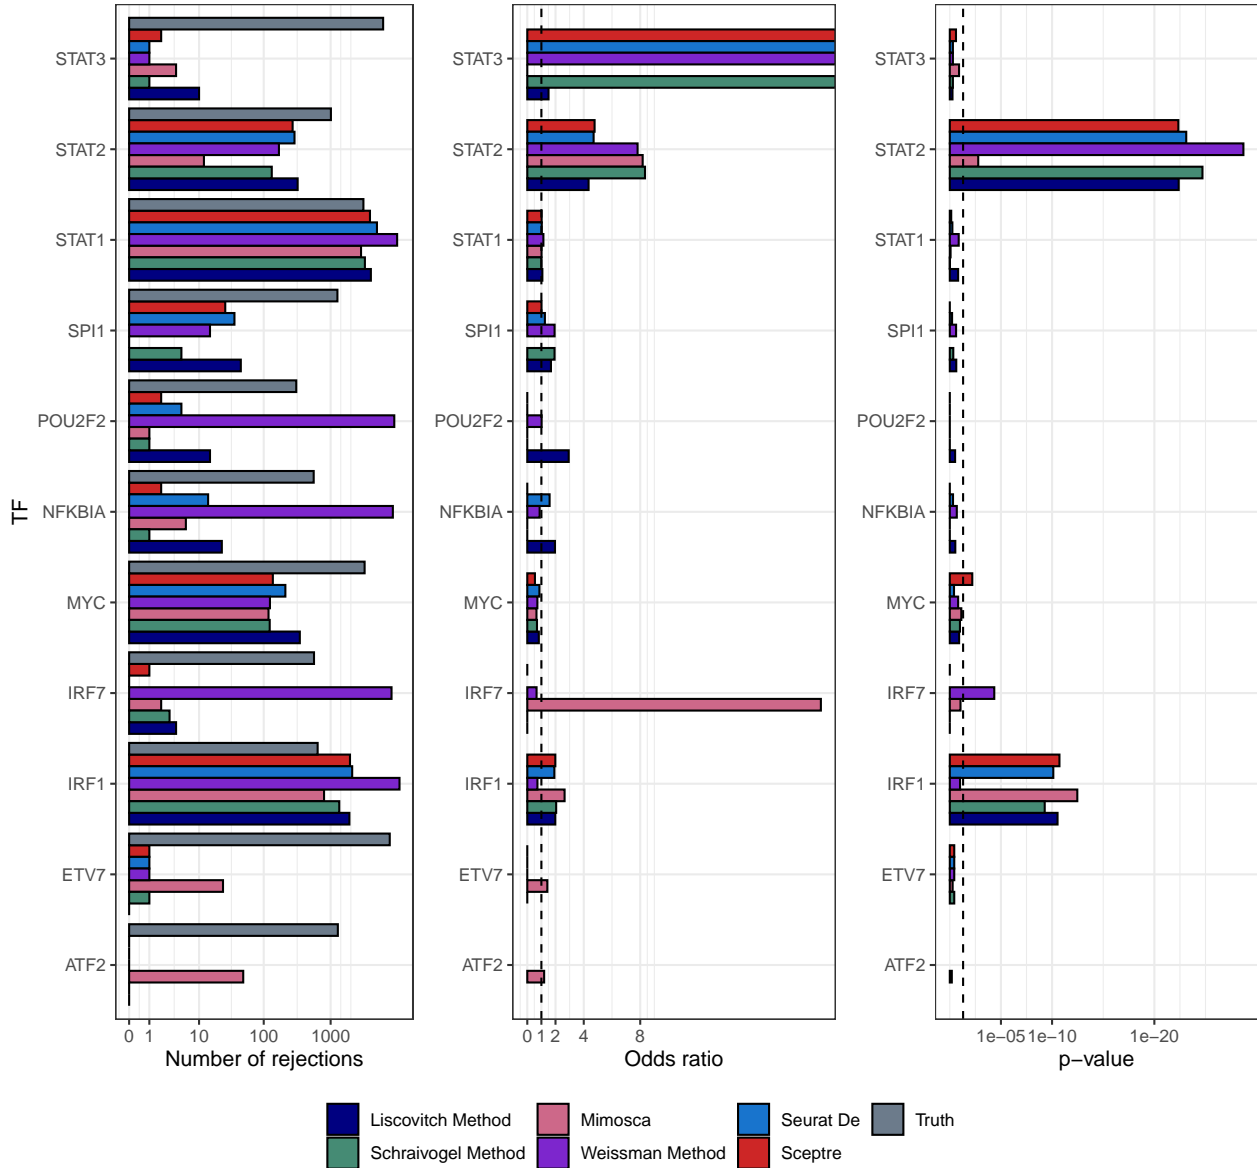 TF
STAT3
STAT2
STAT1
SPI1
POU2F2
NFKBIA
MYC
IRF7
IRF1
ETV7
ATF2
0 1 10 100 1000
Number of rejections
STAT3
STAT2
STAT1
SPI1
POU2F2
NFKBIA
MYC
IRF7
IRF1
ETV7
ATF2
0 1 2 4 8
Odds ratio
STAT3
STAT2
STAT1
SPI1
POU2F2
NFKBIA
MYC
IRF7
IRF1
ETV7
ATF2
1e-05 1e-10 1e-20
p-value
Liscovitch Method Mimosca Seurat De Truth
Schraivogel Method Weissman Method Sceptre